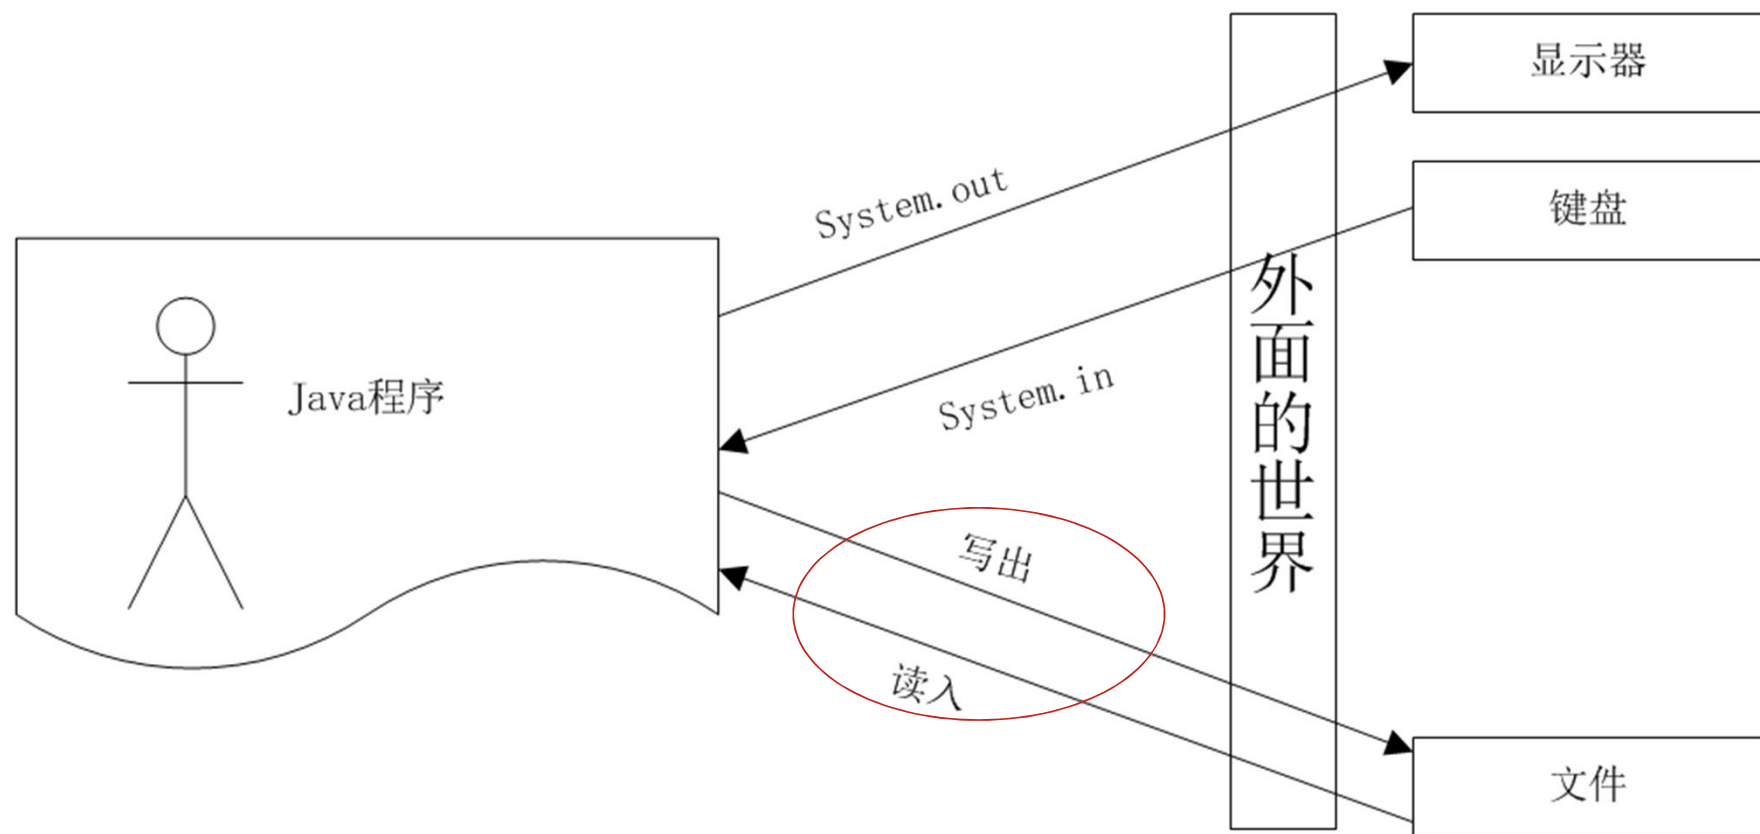 显示器
System.out
键盘
外面的世界
Java程序
System.in
写出
读入
文件